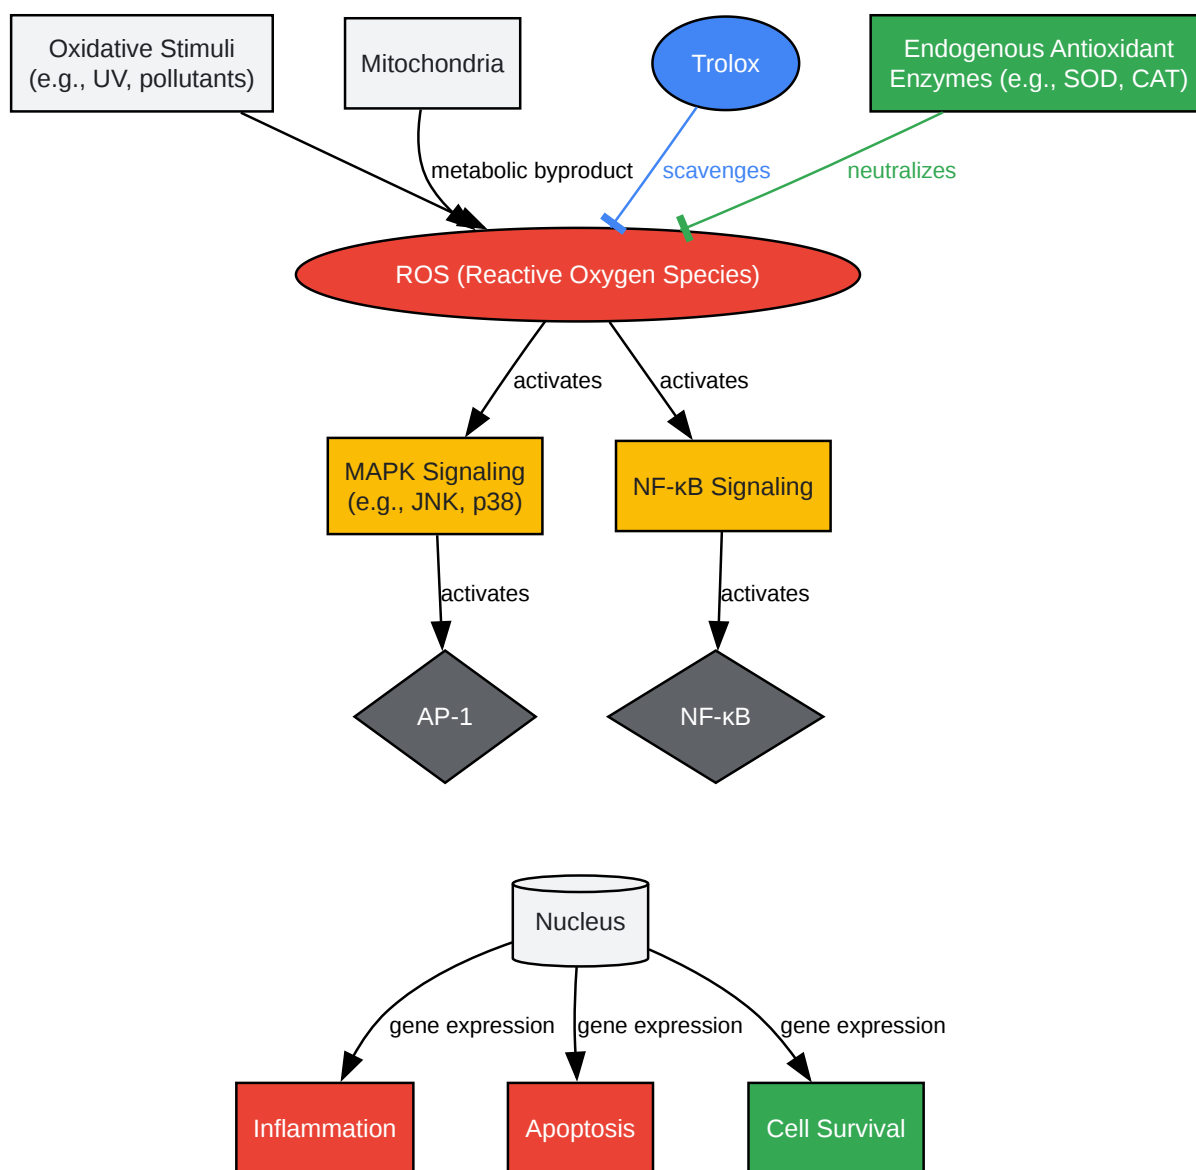 Oxidative Stimuli
(e.g., UV, pollutants)
Mitochondria
Trolox
Endogenous Antioxidant
Enzymes (e.g., SOD, CAT)
metabolic byproduct
scavenges
neutralizes
ROS (Reactive Oxygen Species)
activates
activates
MAPK Signaling
(e.g., JNK, p38)
NF-κB Signaling
activates
activates
AP-1
NF-κB
Nucleus
gene expression
gene expression
gene expression
Inflammation
Apoptosis
Cell Survival